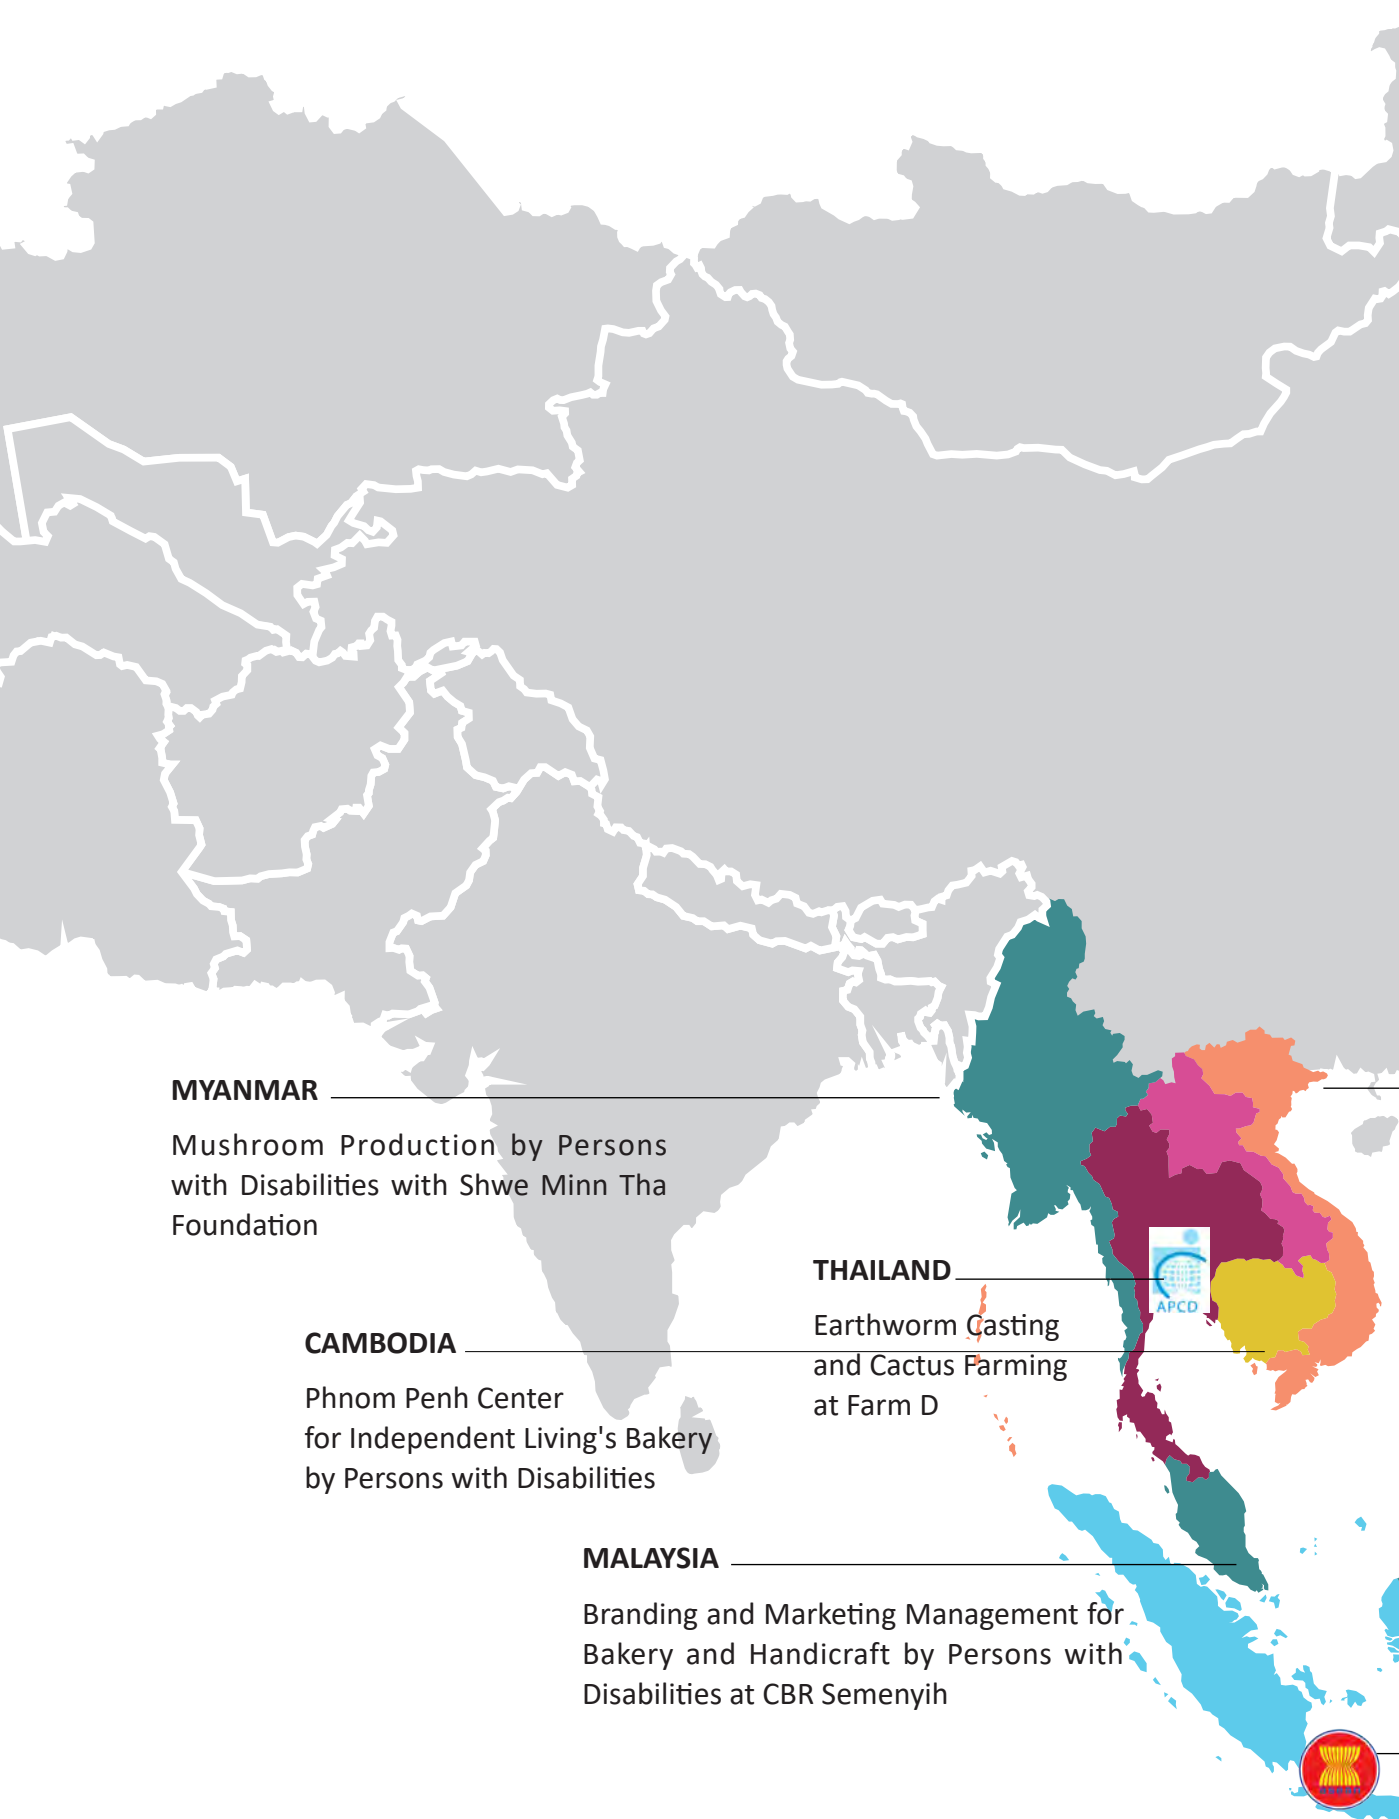 MYANMAR
Mushroom Production by Persons
with Disabilities with Shwe Minn Tha
Foundation
THAILAND
Earthworm Casting
and Cactus Farming
at Farm D
APCD
CAMBODIA
Phnom Penh Center
for Independent Living's Bakery
by Persons with Disabilities
MALAYSIA
Branding and Marketing Management for
Bakery and Handicraft by Persons with
Disabilities at CBR Semenyih